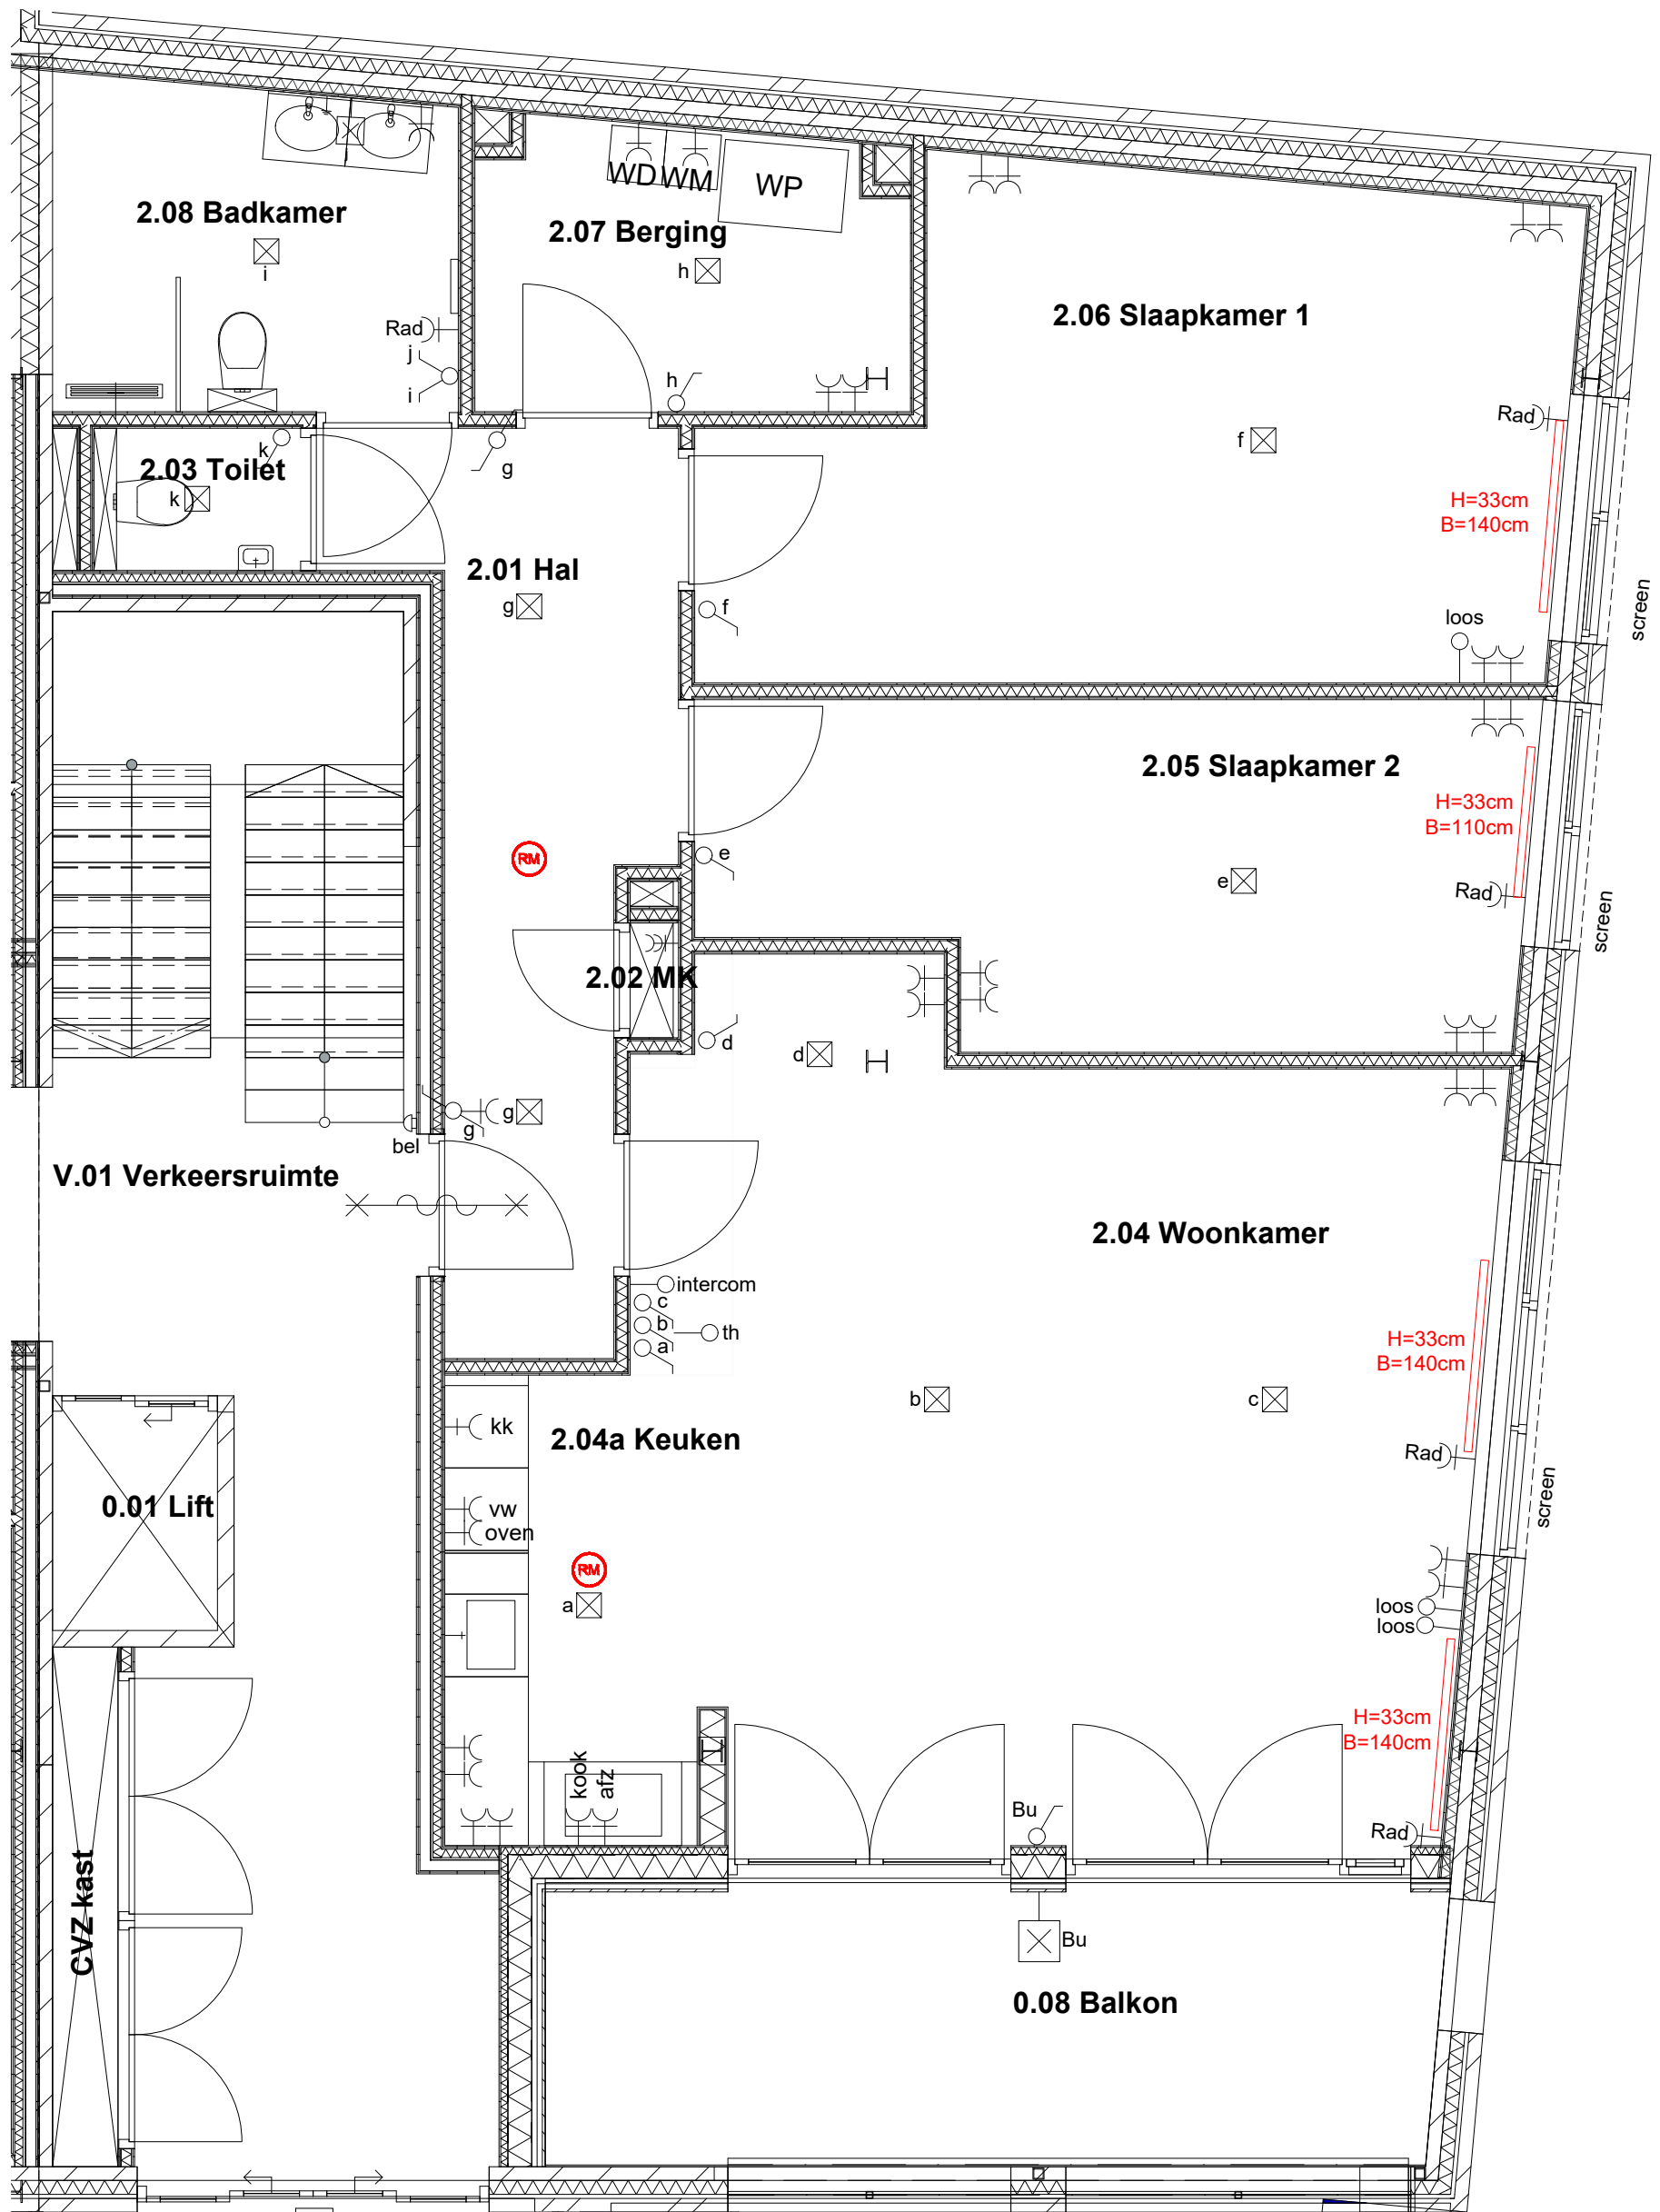 WD WM
WP
2.08 Badkamer
2.07 Berging
i
h
Rad
j
i
h
2.06 Slaapkamer 1
Rad
k
g
f
2.03 Toilet
k
H=33cm
B=140cm
2.01 Hal
g
f
loos
screen
2.05 Slaapkamer 2
H=33cm
B=110cm
RM
e
e
Rad
screen
2.02 MK
d
d
g
g
bel
V.01 Verkeersruimte
2.04 Woonkamer
intercom
c
b
th
a
H=33cm
B=140cm
b
c
kk
2.04a Keuken
Rad
0.01 Lift
vw
oven
screen
RM
a
loos
loos
H=33cm
B=140cm
kook
afz
Bu
Rad
CVZ kast
Bu
0.08 Balkon